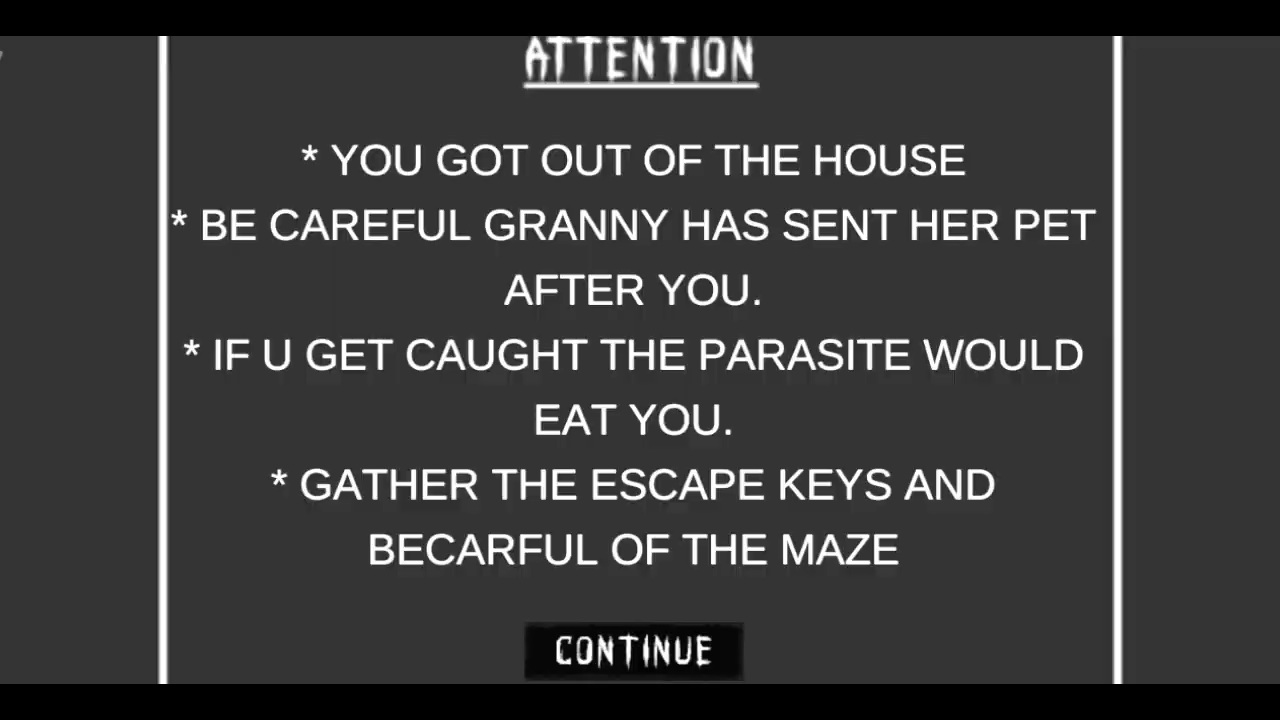 ATTENTION
* YOU GOT OUT OF THE HOUSE
* BE CAREFUL GRANNY HAS SENT HER PET
AFTER YOU.
* IF U GET CAUGHT THE PARASITE WOULD
EAT YOU.
* GATHER THE ESCAPE KEYS AND
BECARFUL OF THE MAZE
CONTINUE